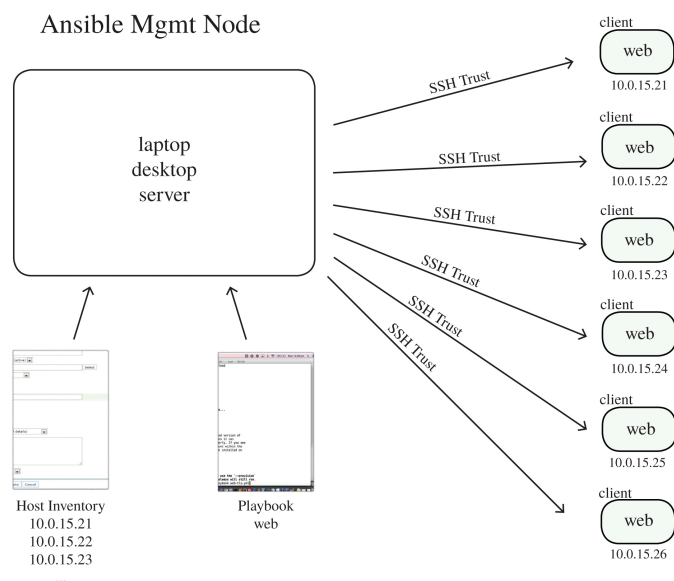 Ansible Mgmt Node
laptop
desktop
server
SSH Trust
SSH Trust
SSH Trust
SSH Trust
SSH Trust
SSH Trust
client
web
10.0.15.21
client
web
10.0.15.22
client
web
10.0.15.23
client
web
10.0.15.24
client
web
10.0.15.25
client
web
10.0.15.26
Host Inventory
10.0.15.21
10.0.15.22
10.0.15.23
...
Playbook
web